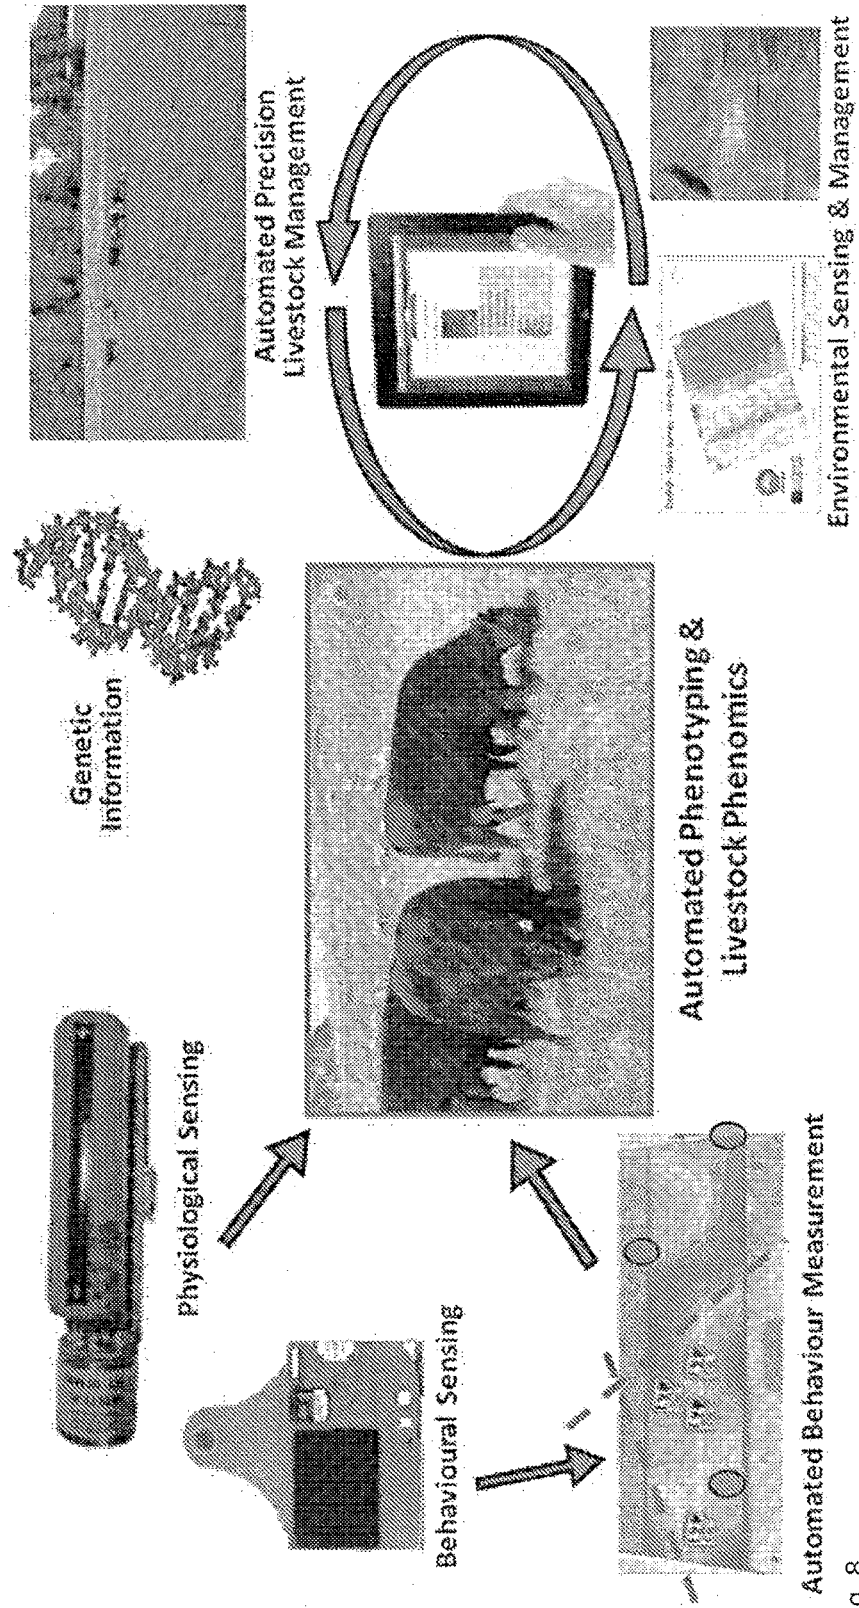 Physiological Sensing
Genetic
Information
Automated Precision
Livestock Management
Behavioural Sensing
Automated Phenotyping &
Livestock Phenomics
Automated Behaviour Measurement
Environmental Sensing & Management
g. 8